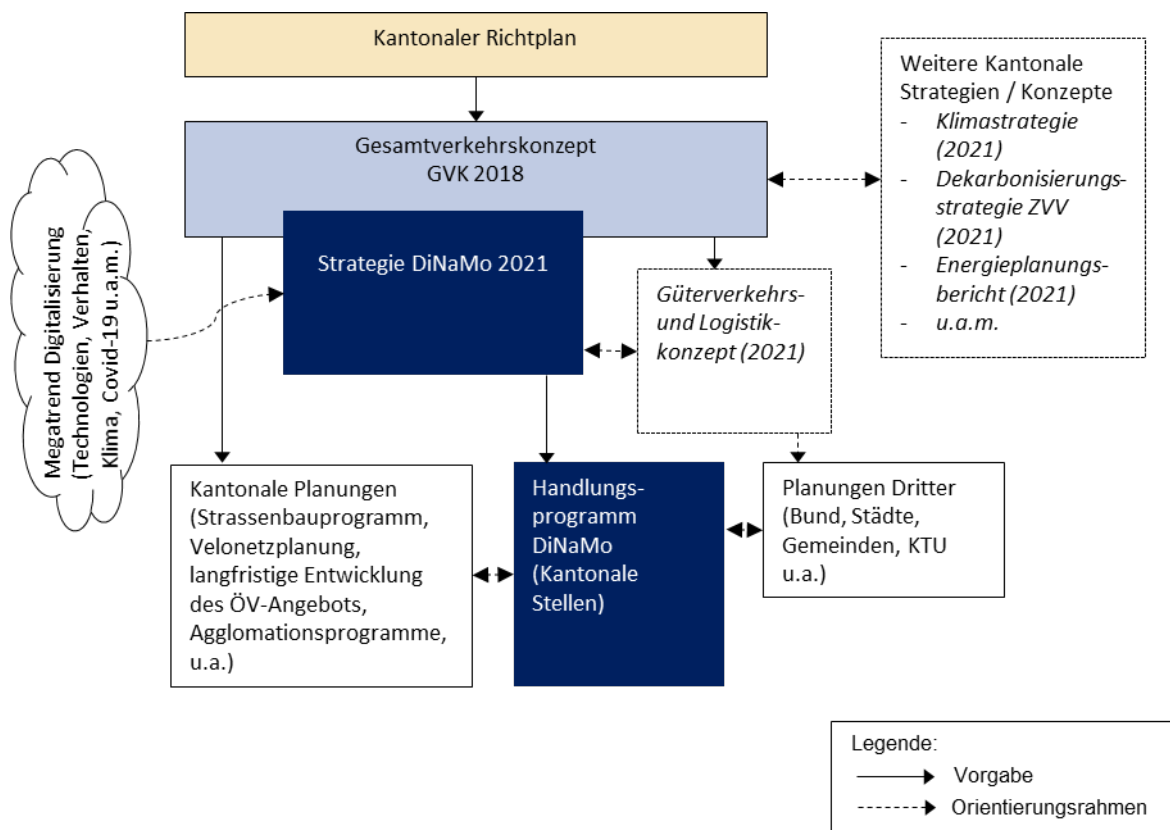 Kantonaler Richtplan
Gesamtverkehrskonzept
GVK 2018
Weitere Kantonale
Strategien / Konzepte
- Klimastrategie
(2021)
- Dekarbonisierungs-
strategie ZVV
(2021)
- Energieplanungs-
bericht (2021)
- u.a.m.
Megatrend Digitalisierung
(Technologien, Verhalten,
Klima, Covid-19 u.a,m.)
Strategie DiNaMo 2021
Güterverkehrs-
und Logistik-
konzept (2021)
Kantonale Planungen
(Strassenbauprogramm,
Velonetzplanung,
langfristige Entwicklung
des ÖV-Angebots,
Agglomationsprogramme,
u.a.)
Handlungs-
programm
DiNaMo
(Kantonale
Stellen)
Planungen Dritter
(Bund, Städte,
Gemeinden, KTU
u.a.)
Legende:
Vorgabe
Orientierungsrahmen